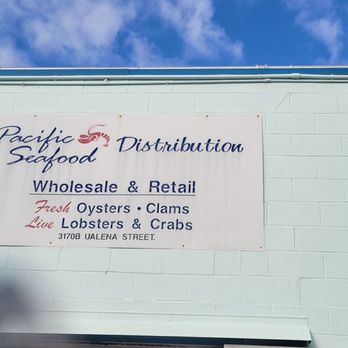 Pacific Seafood Distribution
Wholesale & Retail
Fresh Oysters • Clams
Live Lobsters & Crabs
3170B UALENA STREET.